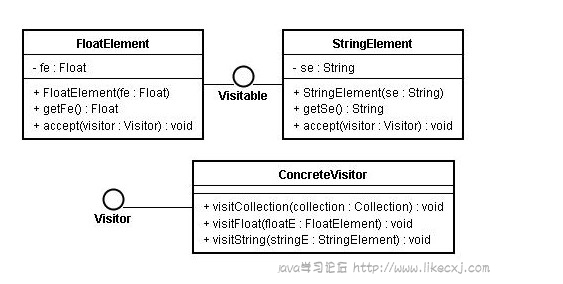 FloatElement
- fe : Float
+ FloatElement(fe : Float)
+ getFe() : Float
+ accept(visitor : Visitor) : void
Visitable
StringElement
- se : String
+ StringElement(se : String)
+ getSe() : String
+ accept(visitor : Visitor) : void
Visitor
ConcreteVisitor
+ visitCollection(collection : Collection) : void
+ visitFloat(floatE : FloatElement) : void
+ visitString(stringE : StringElement) : void
java学习论坛 http://www.likecxj.com